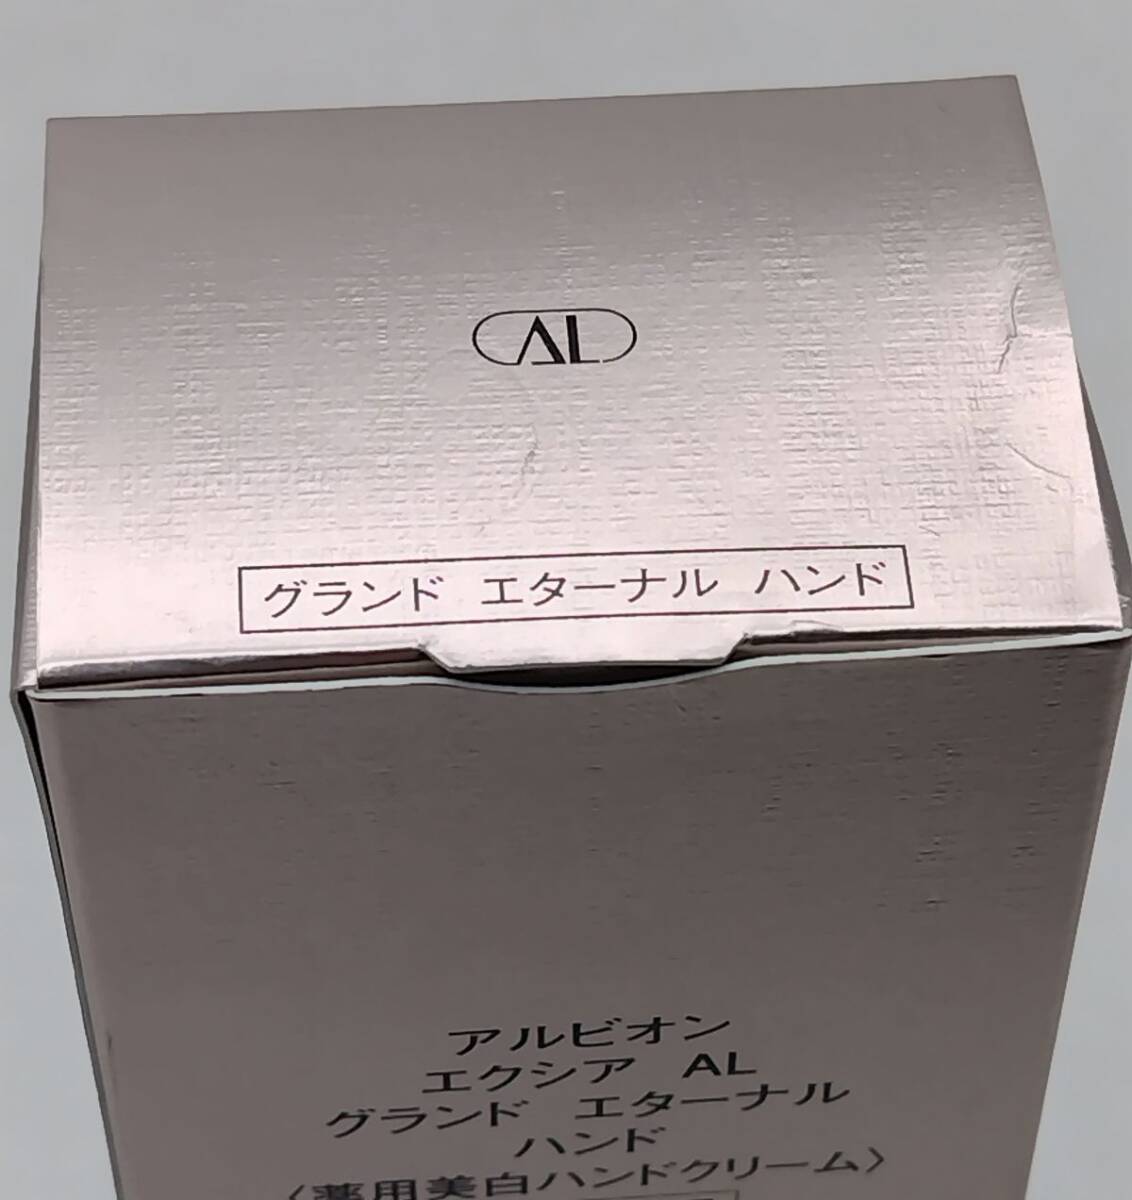 AL
グランド エターナル ハンド
アルビオン
エクシア AL
グランド エターナル
ハンド
〈薬用美白ハンドクリーム〉